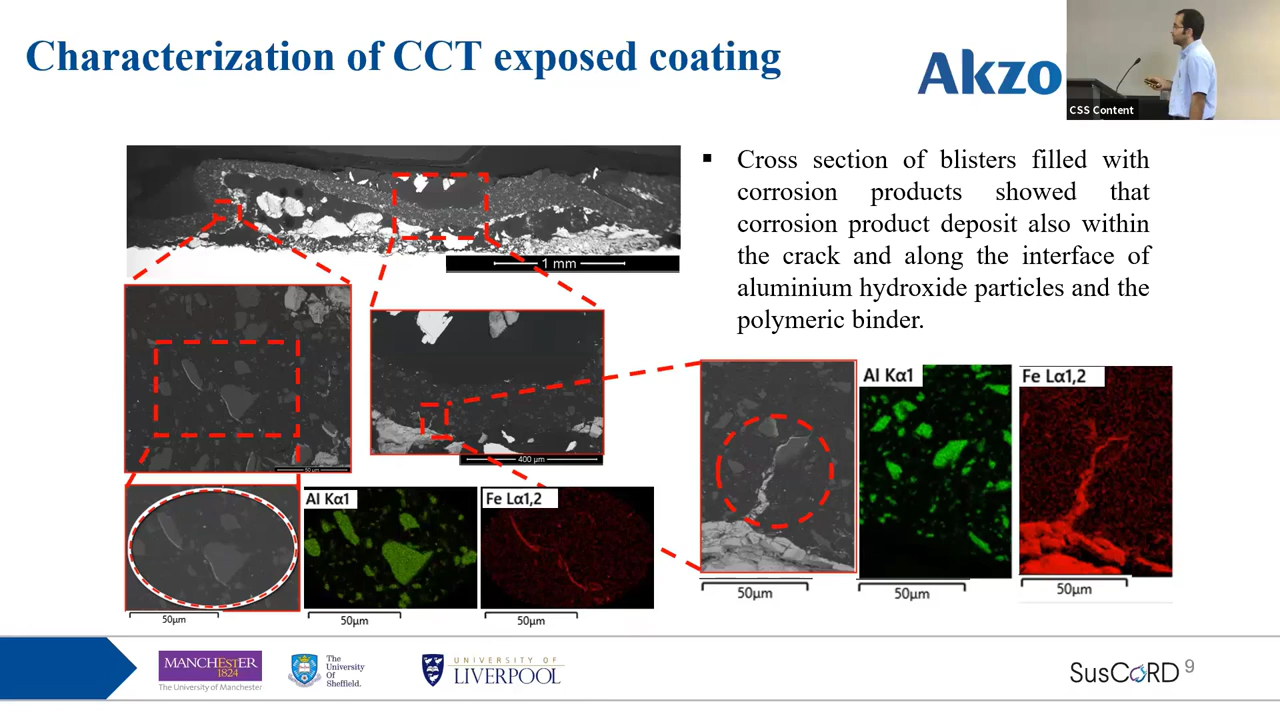 Characterization of CCT exposed coating
Akzo
CSS Content
▪ Cross section of blisters filled with
corrosion products showed that
corrosion product deposit also within
the crack and along the interface of
aluminium hydroxide particles and the
polymeric binder.
1 mm
50 µm
400 µm
Al Kα1
Fe Lα1,2
50µm
50µm
50µm
Al Kα1
Fe Lα1,2
50µm
50µm
50µm
MANCHESTER
1824
The University of Manchester
The
University
Of
Sheffield.
UNIVERSITY OF
LIVERPOOL
SusCoRD
9